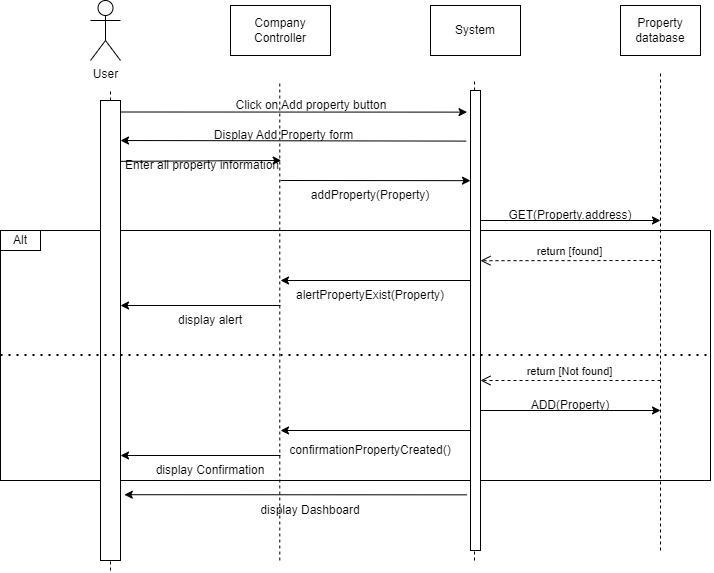 Company
Controller
System
Property
database
User
Click on Add property button
Display Add Property form
Enter all property information
addProperty(Property)
GET(Property.address)
Alt
return [found]
alertPropertyExist(Property)
display alert
return [Not found]
ADD(Property)
confirmationPropertyCreated()
display Confirmation
display Dashboard